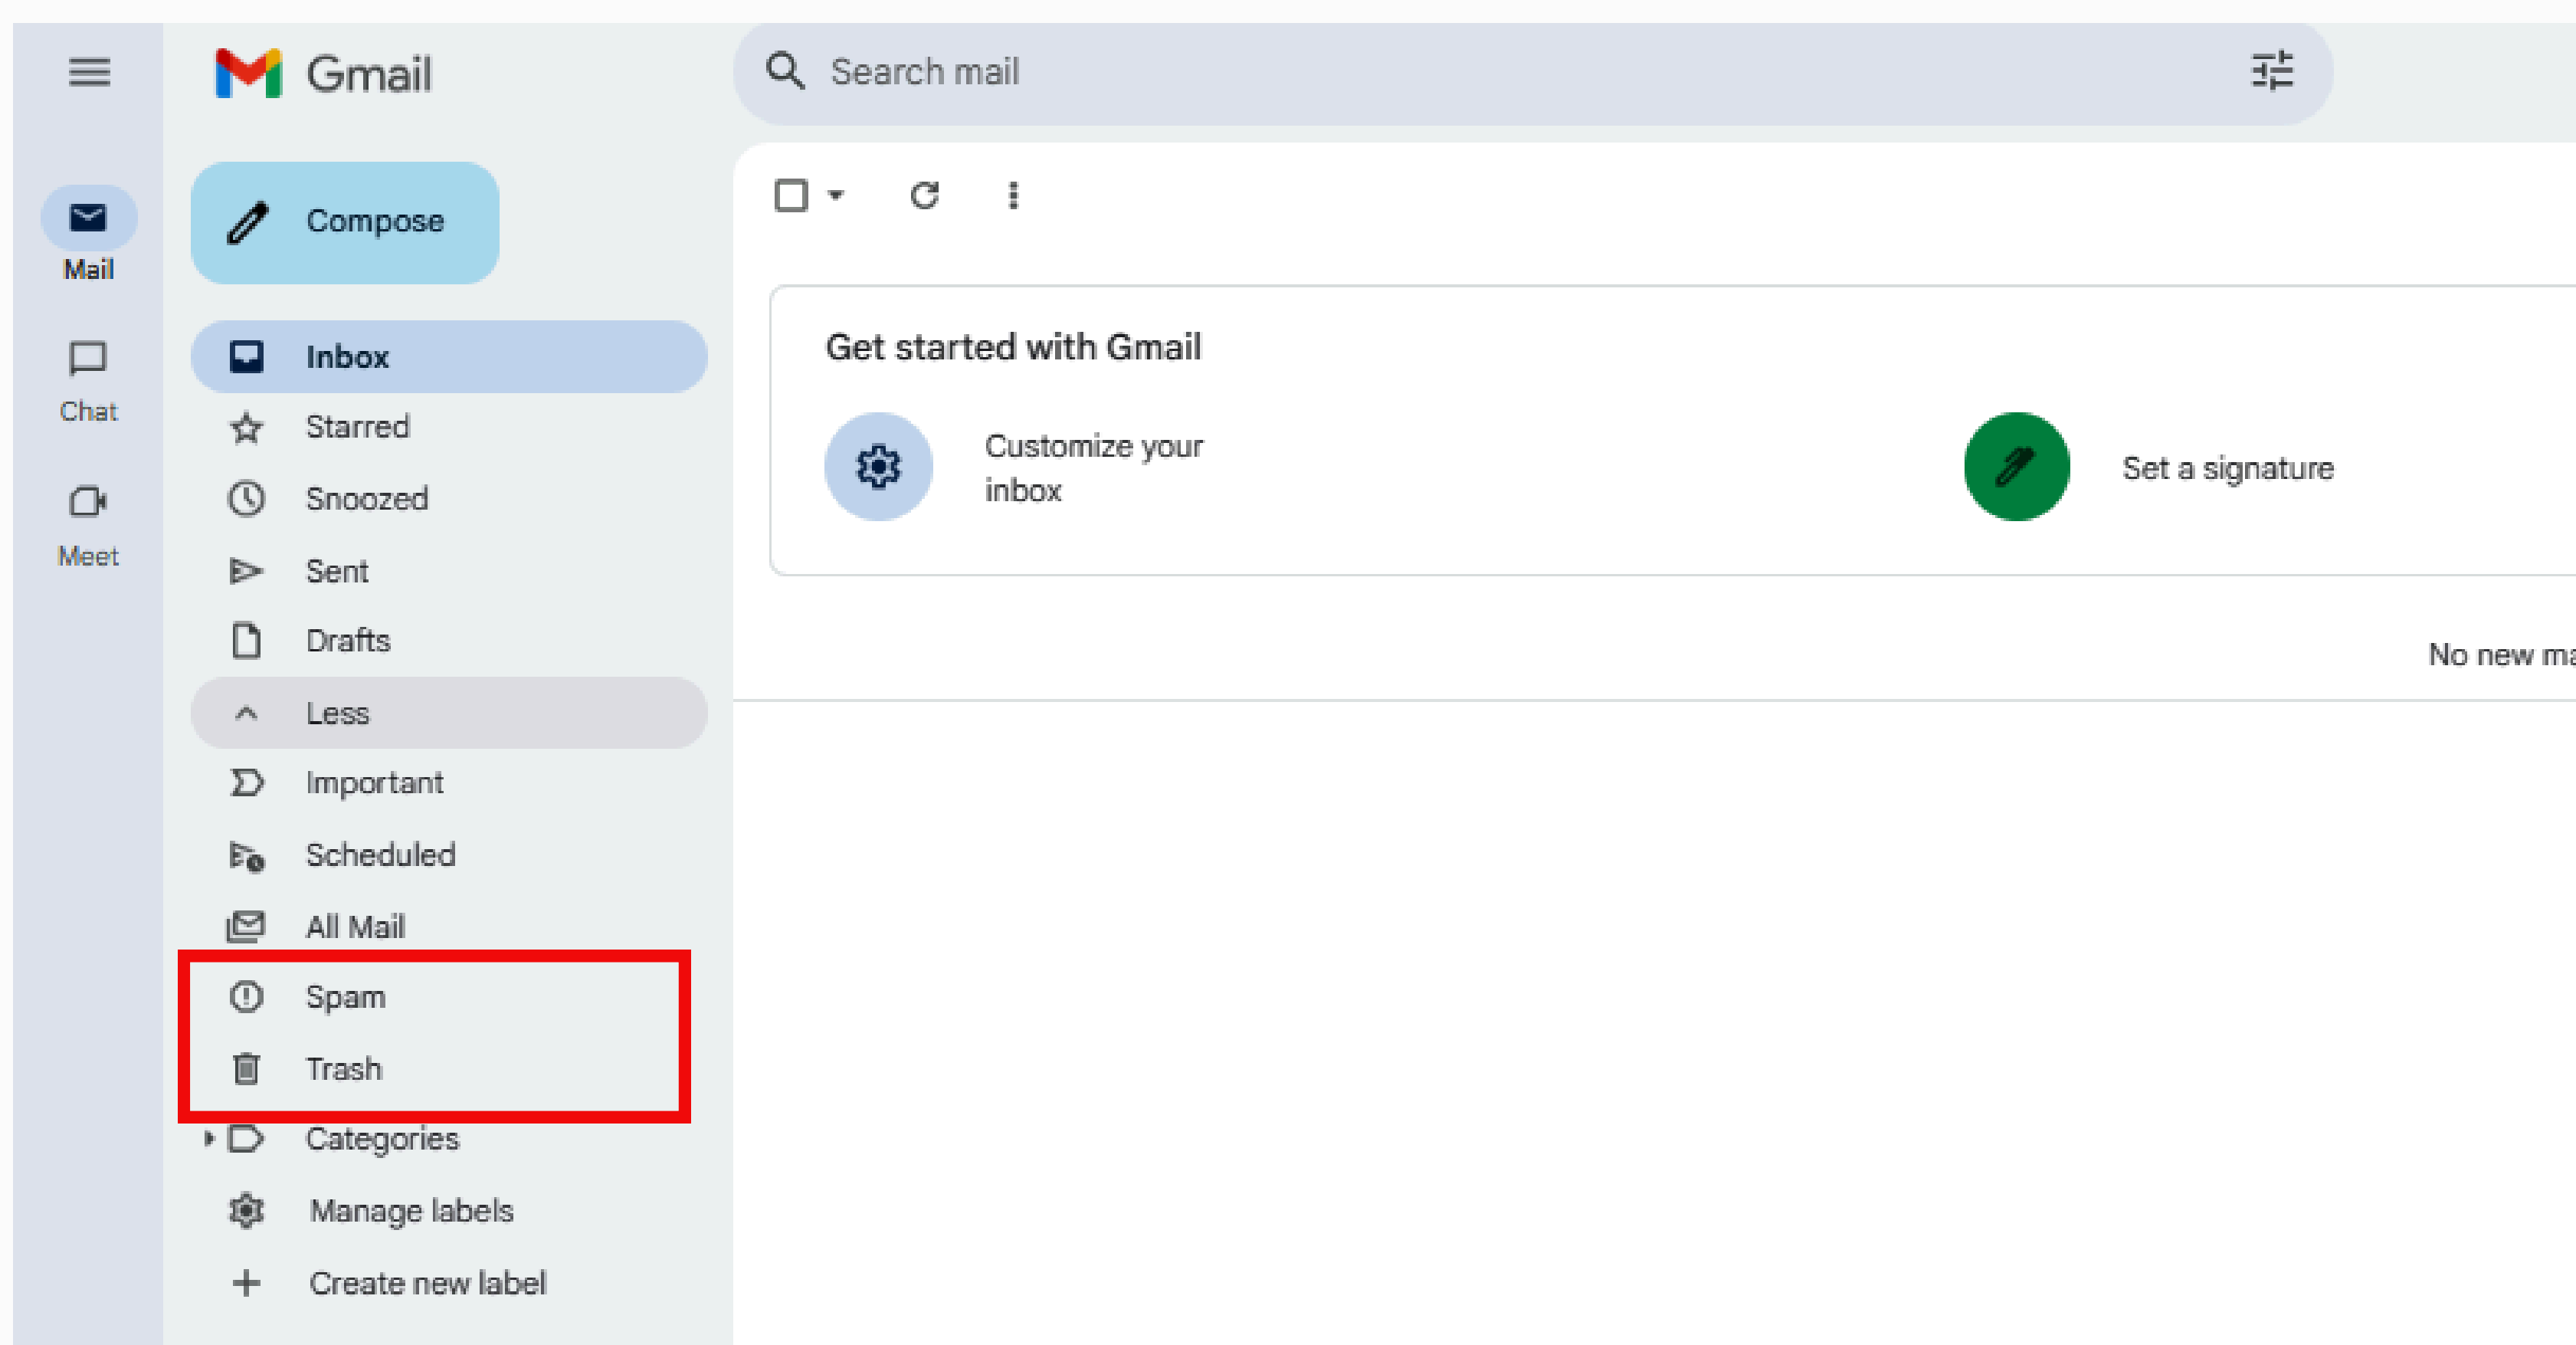 Gmail
Search mail
Compose
Mail
Chat
Meet
Inbox
Starred
Snoozed
Sent
Drafts
Less
Important
Scheduled
All Mail
Spam
Trash
Categories
Manage labels
Create new label
Get started with Gmail
Customize your
inbox
Set a signature
No new ma